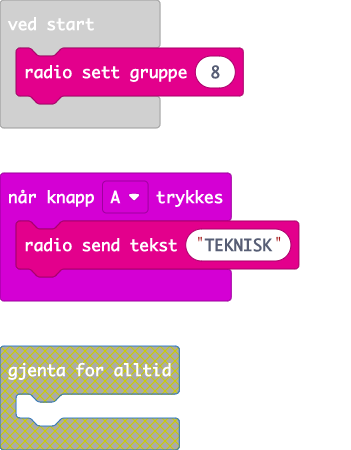 ved start
radio sett gruppe 8
når knapp A trykkes
radio send tekst "TEKNISK"
gjenta for alltid